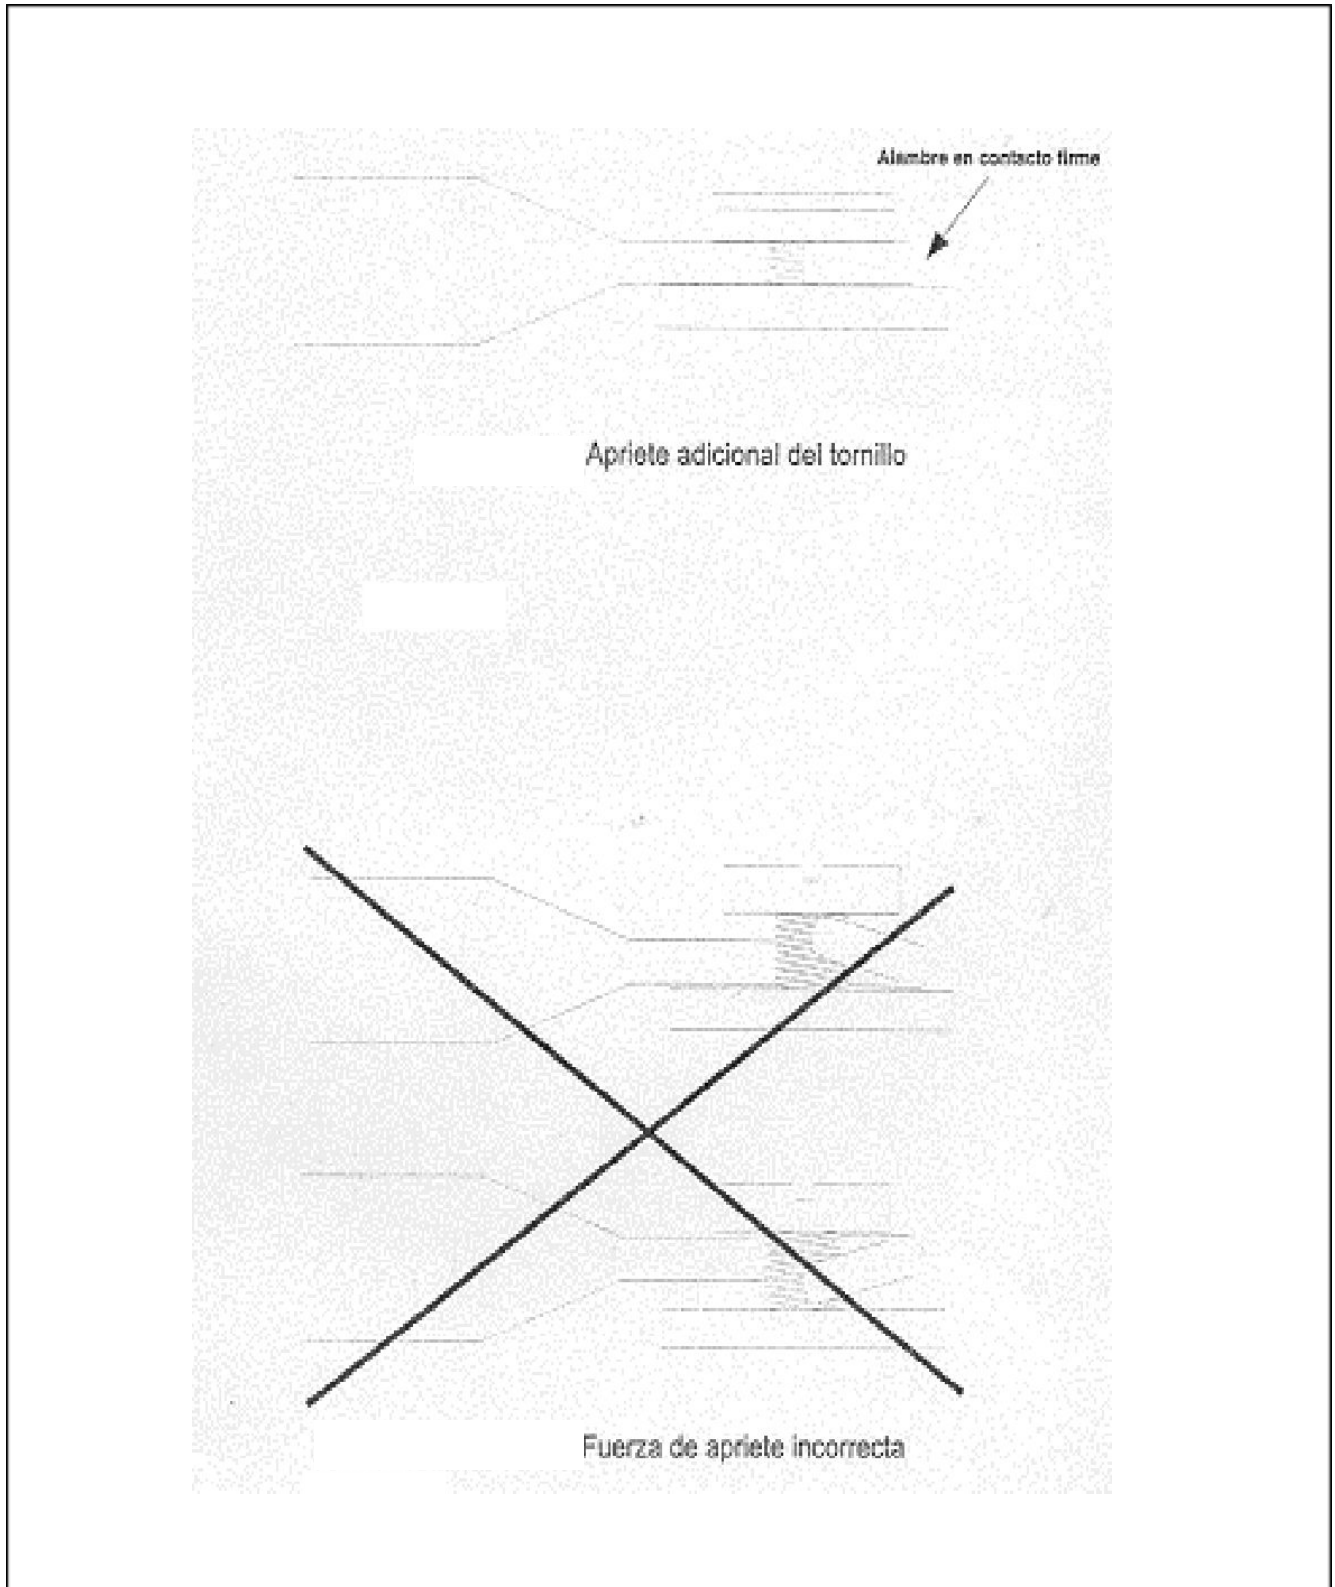 Alambre en contacto firme
Apriete adicional del tornillo
Fuerza de apriete incorrecta